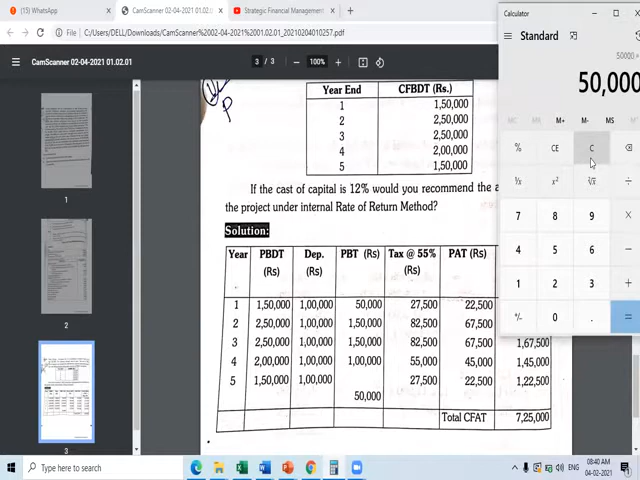 (15) WhatsApp
CamScanner 02-04-2021 01.02.01
Strategic Financial Management
C:/Users/DELL/Downloads/CamScanner%2002-04-2021%2001.02.01_20210204010257.pdf
CamScanner 02-04-2021 01.02.01
3 / 3
100%
1
2
3
P
Year End CFBDT (Rs.)
1 1,50,000
2 2,50,000
3 2,50,000
4 2,00,000
5 1,50,000
If the cast of capital is 12% would you recommend the a
the project under internal Rate of Return Method?
Solution:
Year PBDT (Rs) Dep. (Rs) PBT (Rs) Tax @ 55% (Rs) PAT (Rs)
1 1,50,000 1,00,000 50,000 27,500 22,500
2 2,50,000 1,00,000 1,50,000 82,500 67,500
3 2,50,000 1,00,000 1,50,000 82,500 67,500 1,67,500
4 2,00,000 1,00,000 1,00,000 55,000 45,000 1,45,000
5 1,50,000 1,00,000 27,500 22,500 1,22,500
50,000
Total CFAT 7,25,000
Calculator
Standard
50000 ÷
50,000
MC MR M+ M- MS
% CE C
⅟x x² ²√x ÷
7 8 9 ×
4 5 6 −
1 2 3 +
+/- 0 . =
Type here to search
ENG
08:40 AM
04-02-2021